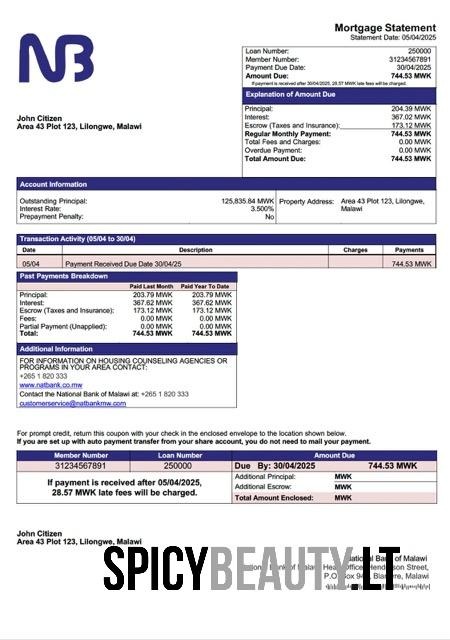 NB
Mortgage Statement
Statement Date: 05/04/2025
Loan Number: 250000
Member Number: 31234567891
Payment Due Date: 30/04/2025
Amount Due: 744.53 MWK
If payment is received after 30/04/2025, 28.57 MWK late fees will be charged.
John Citizen
Area 43 Plot 123, Lilongwe, Malawi
Explanation of Amount Due
Principal: 204.39 MWK
Interest: 367.02 MWK
Escrow (Taxes and Insurance): 173.12 MWK
Regular Monthly Payment: 744.53 MWK
Total Fees and Charges: 0.00 MWK
Overdue Payment: 0.00 MWK
Total Amount Due: 744.53 MWK
Account Information
Outstanding Principal: 125,835.84 MWK
Interest Rate: 3.500%
Prepayment Penalty: No
Property Address: Area 43 Plot 123, Lilongwe,
Malawi
Transaction Activity (05/04 to 30/04)
Date Description Charges Payments
05/04 Payment Received Due Date 30/04/25 744.53 MWK
Past Payments Breakdown
Paid Last Month Paid Year To Date
Principal: 203.79 MWK 203.79 MWK
Interest: 367.62 MWK 367.62 MWK
Escrow (Taxes and Insurance): 173.12 MWK 173.12 MWK
Fees: 0.00 MWK 0.00 MWK
Partial Payment (Unapplied): 0.00 MWK 0.00 MWK
Total: 744.53 MWK 744.53 MWK
Additional Information
FOR INFORMATION ON HOUSING COUNSELING AGENCIES OR
PROGRAMS IN YOUR AREA CONTACT:
+265 1 820 333
www.natbank.co.mw
Contact the National Bank of Malawi at: +265 1 820 333
customerservice@natbankmw.com
For prompt credit, return this coupon with your check in the enclosed envelope to the location shown below.
If you are set up with auto payment transfer from your share account, you do not need to mail your payment.
Member Number Loan Number Amount Due
31234567891 250000 Due By: 30/04/2025 744.53 MWK
If payment is received after 05/04/2025,
28.57 MWK late fees will be charged.
Additional Principal: MWK
Additional Escrow: MWK
Total Amount Enclosed: MWK
John Citizen
Area 43 Plot 123, Lilongwe, Malawi
National Bank of Malawi
National Bank of Malawi Head Office, Henderson Street,
P.O. Box Blantyre, Malawi
SPICYBEAUTY.LT